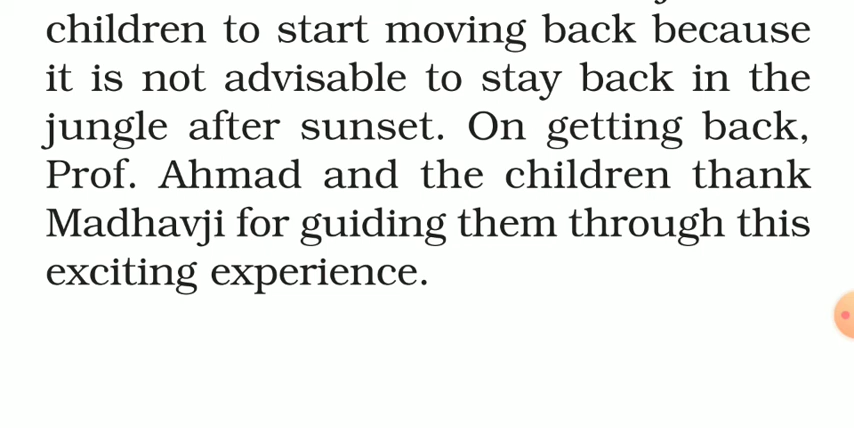 children to start moving back because
it is not advisable to stay back in the
jungle after sunset. On getting back,
Prof. Ahmad and the children thank
Madhavji for guiding them through this
exciting experience.